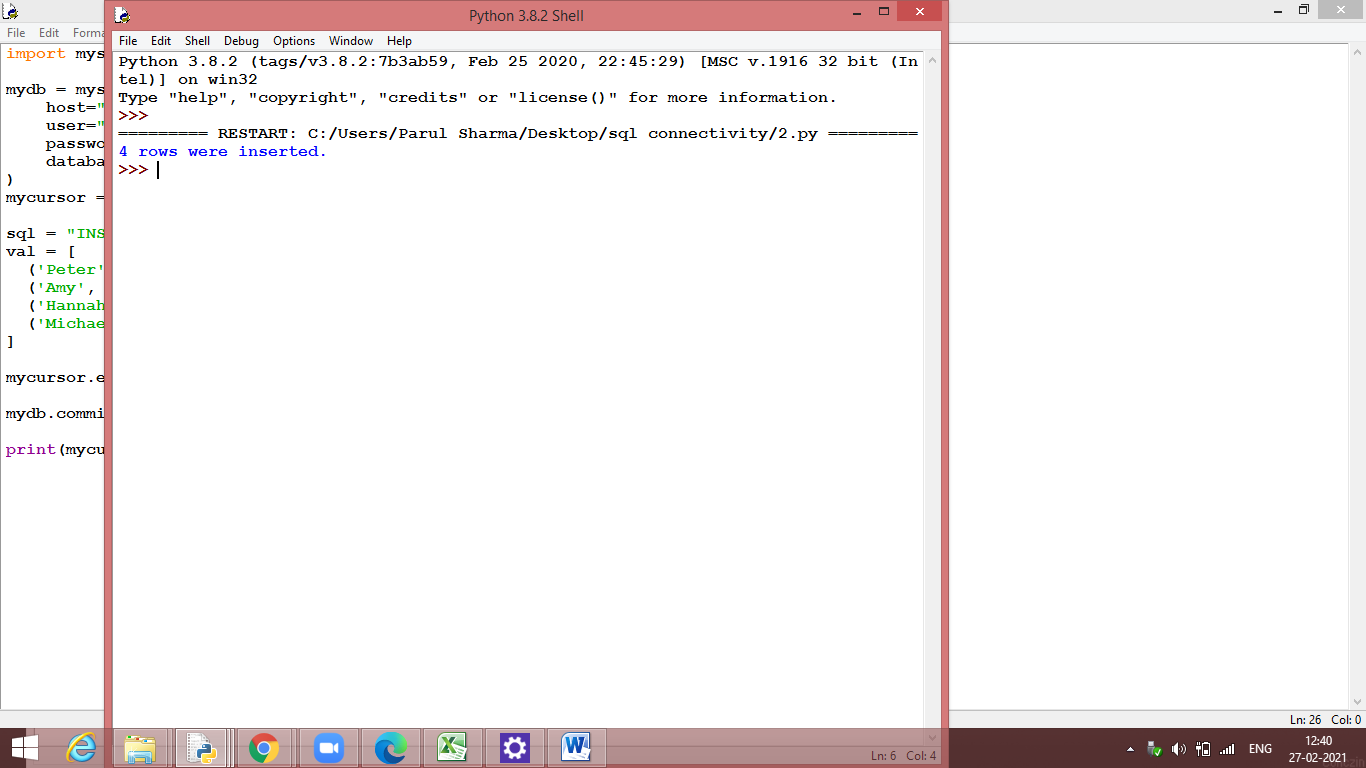 Python 3.8.2 Shell
File Edit Shell Debug Options Window Help
Python 3.8.2 (tags/v3.8.2:7b3ab59, Feb 25 2020, 22:45:29) [MSC v.1916 32 bit (In
tel)] on win32
Type "help", "copyright", "credits" or "license()" for more information.
>>>
========= RESTART: C:/Users/Parul Sharma/Desktop/sql connectivity/2.py =========
4 rows were inserted.
>>>
Ln: 6 Col: 4
File Edit Forma
import mys
mydb = mys
host="
user="
passwo
databa
)
mycursor =
sql = "INS
val = [
('Peter'
('Amy',
('Hannah
('Michae
]
mycursor.e
mydb.commi
print(mycu
Ln: 26 Col: 0
ENG
12:40
27-02-2021